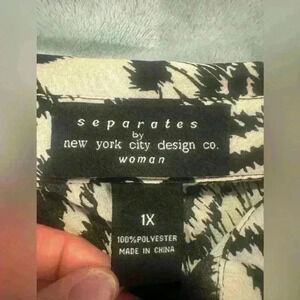 separates
by
new york city design co.
woman
1X
100%POLYESTER
MADE IN CHINA